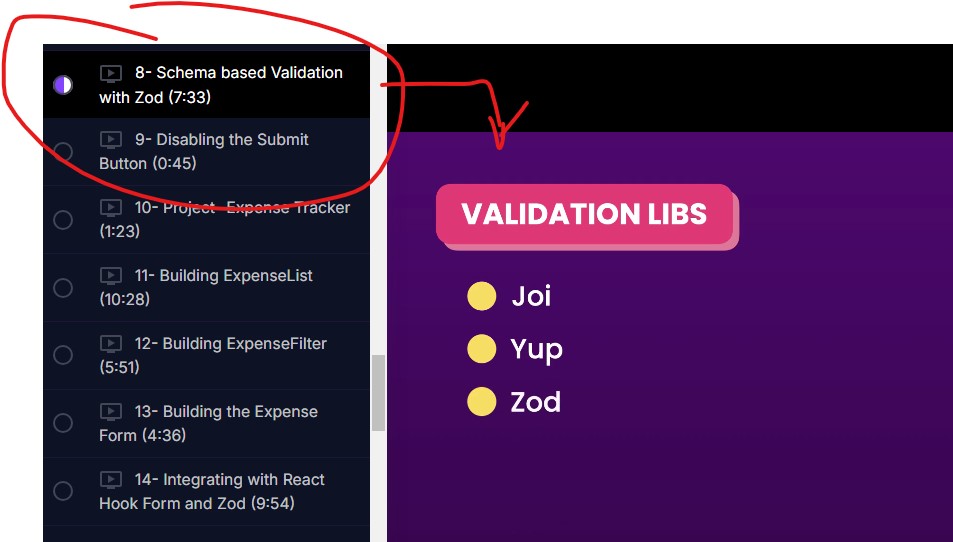 8- Schema based Validation
with Zod (7:33)
9- Disabling the Submit
Button (0:45)
10- Project- Expense Tracker
(1:23)
11- Building ExpenseList
(10:28)
12- Building ExpenseFilter
(5:51)
13- Building the Expense
Form (4:36)
14- Integrating with React
Hook Form and Zod (9:54)
VALIDATION LIBS
Joi
Yup
Zod